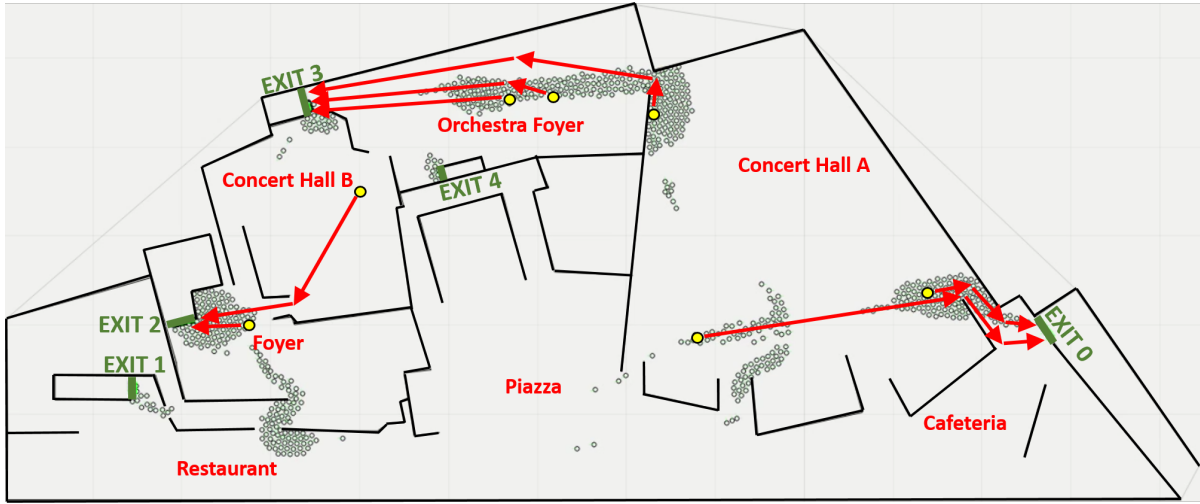 EXIT 3
Orchestra Foyer
Concert Hall A
Concert Hall B
EXIT 4
EXIT 2
Foyer
EXIT 0
EXIT 1
Piazza
Cafeteria
Restaurant